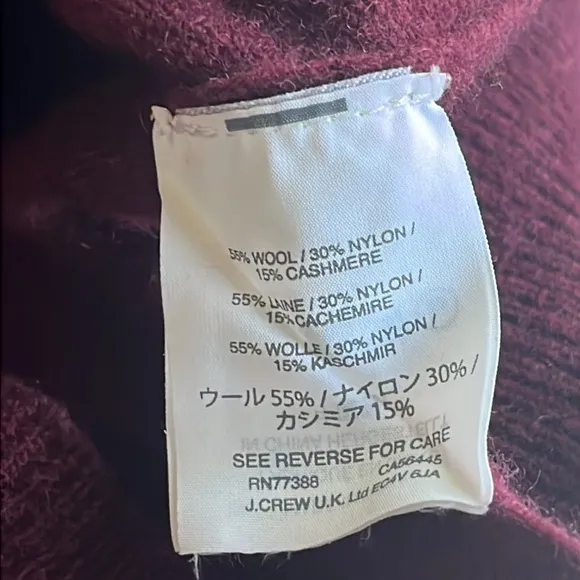 55% WOOL / 30% NYLON /
15% CASHMERE
55% LAINE / 30% NYLON /
15% CACHEMIRE
55% WOLLE / 30% NYLON /
15% KASCHMIR
ウール 55% / ナイロン 30% /
カシミア 15%
SEE REVERSE FOR CARE
RN77388 CA56445
J.CREW U.K. Ltd EC4V 6JA